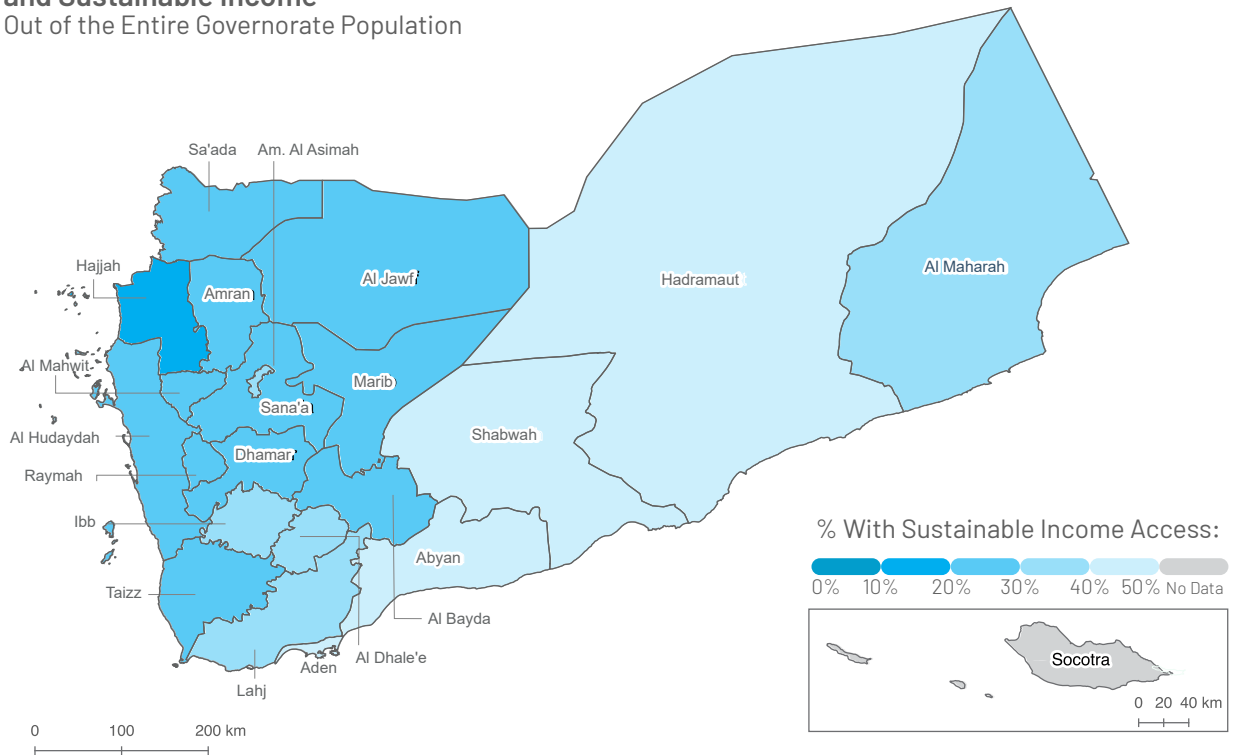 and Sustainable Income
Out of the Entire Governorate Population
Sa'ada
Am. Al Asimah
Hajjah
Amran
Al Jawf
Hadramaut
Al Maharah
Al Mahwit
Marib
Sana'a
Al Hudaydah
Shabwah
Dhamar
Raymah
Ibb
Abyan
Taizz
Al Bayda
Al Dhale'e
Aden
Lahj
% With Sustainable Income Access:
0% 10% 20% 30% 40% 50% No Data
Socotra
0 20 40 km
0 100 200 km